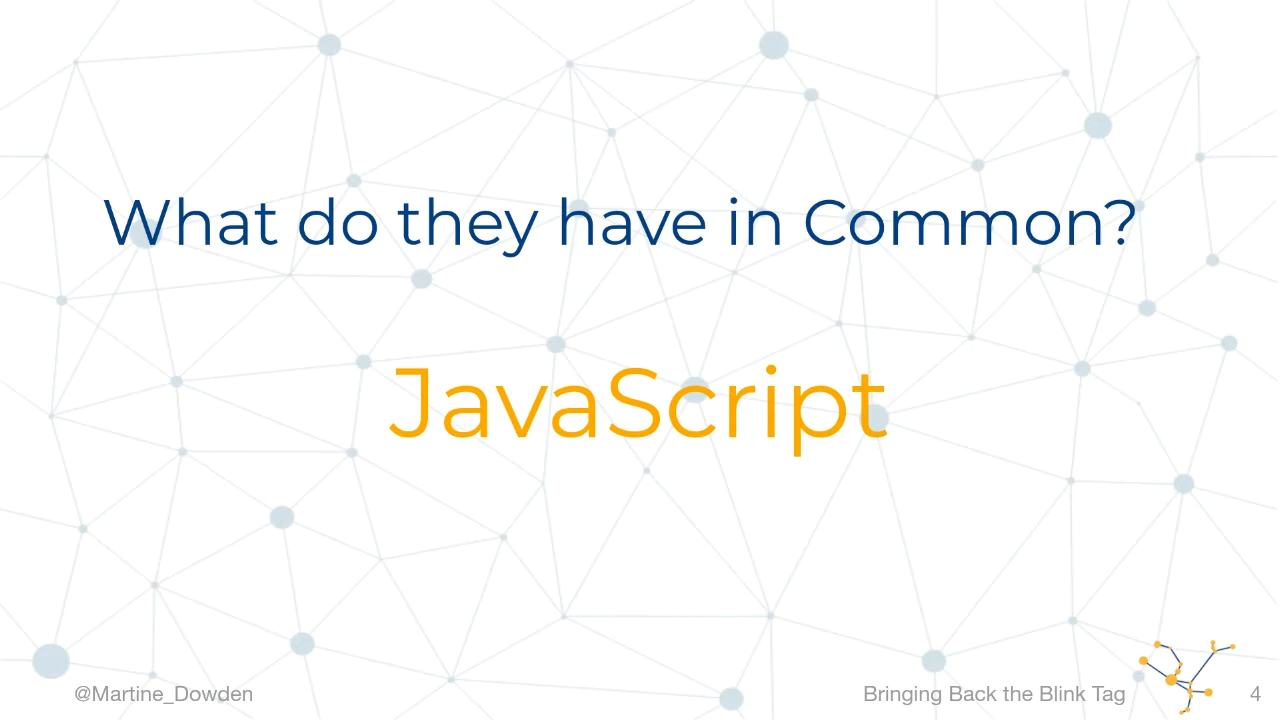 What do they have in Common?
JavaScript
@Martine_Dowden
Bringing Back the Blink Tag
4